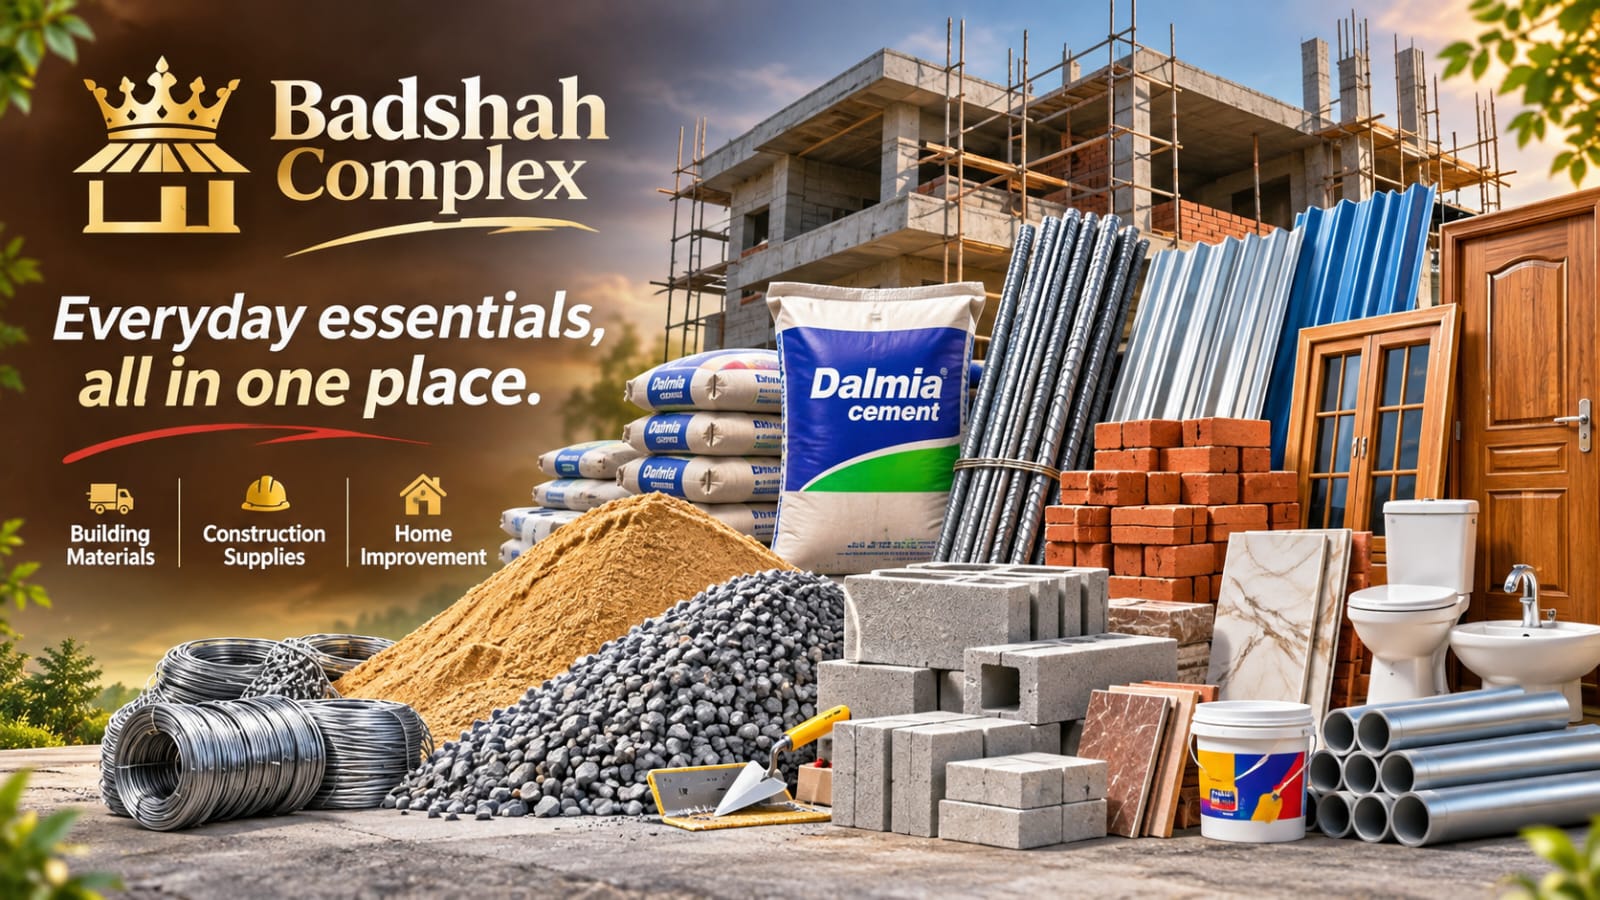 Badshah
Complex
Everyday essentials,
all in one place.
Building
Materials
Construction
Supplies
Home
Improvement
Dalmia
cement
Dalmia
Dalmia
Dalmia